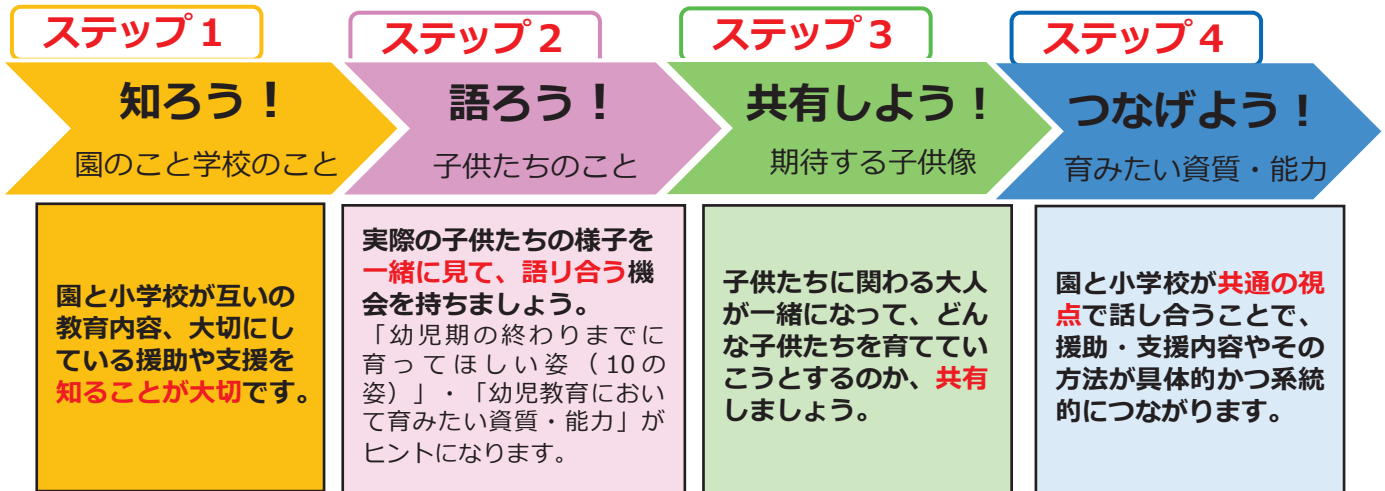 ステップ１
知ろう！
園のこと学校のこと
園と小学校が互いの
教育内容、大切にし
ている援助や支援を
知ることが大切です。
ステップ２
語ろう！
子供たちのこと
実際の子供たちの様子を
一緒に見て、語リ合う機
会を持ちましょう。
「幼児期の終わりまでに
育ってほしい姿（10の
姿）」・「幼児教育におい
て育みたい資質・能力」が
ヒントになります。
ステップ３
共有しよう！
期待する子供像
子供たちに関わる大人
が一緒になって、どん
な子供たちを育ててい
こうとするのか、共有
しましょう。
ステップ４
つなげよう！
育みたい資質・能力
園と小学校が共通の視
点で話し合うことで、
援助・支援内容やその
方法が具体的かつ系統
的につながります。